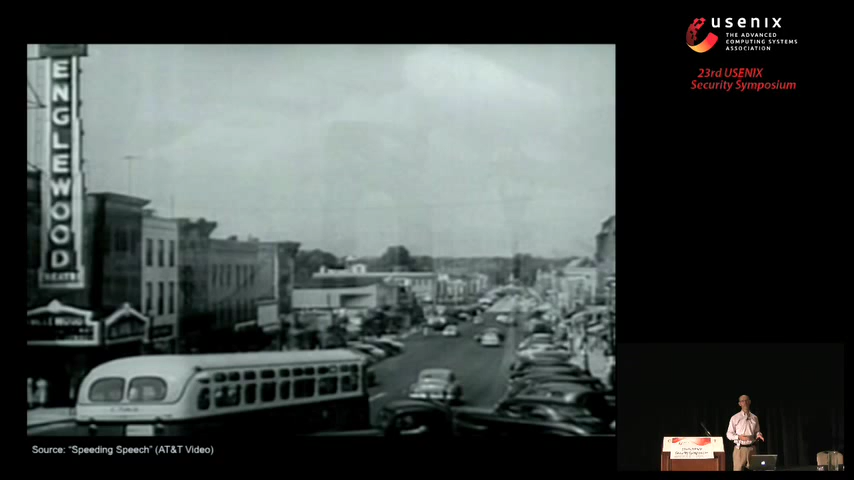 usenix
THE ADVANCED
COMPUTING SYSTEMS
ASSOCIATION
23rd USENIX
Security Symposium
ENGLEWOOD
Source: "Speeding Speech" (AT&T Video)